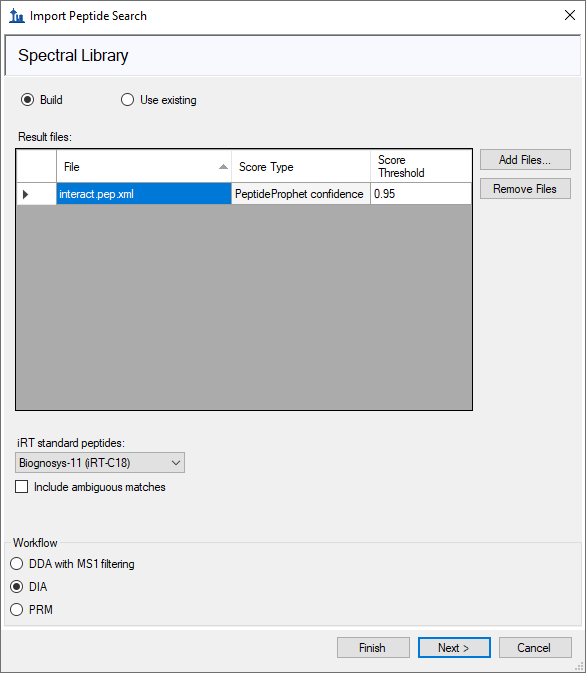 Import Peptide Search
Spectral Library
Build Use existing
Result files:
File Score Type Score Threshold
interact.pep.xml PeptideProphet confidence 0.95
Add Files...
Remove Files
iRT standard peptides:
Biognosys-11 (iRT-C18)
Include ambiguous matches
Workflow
DDA with MS1 filtering
DIA
PRM
Finish Next > Cancel